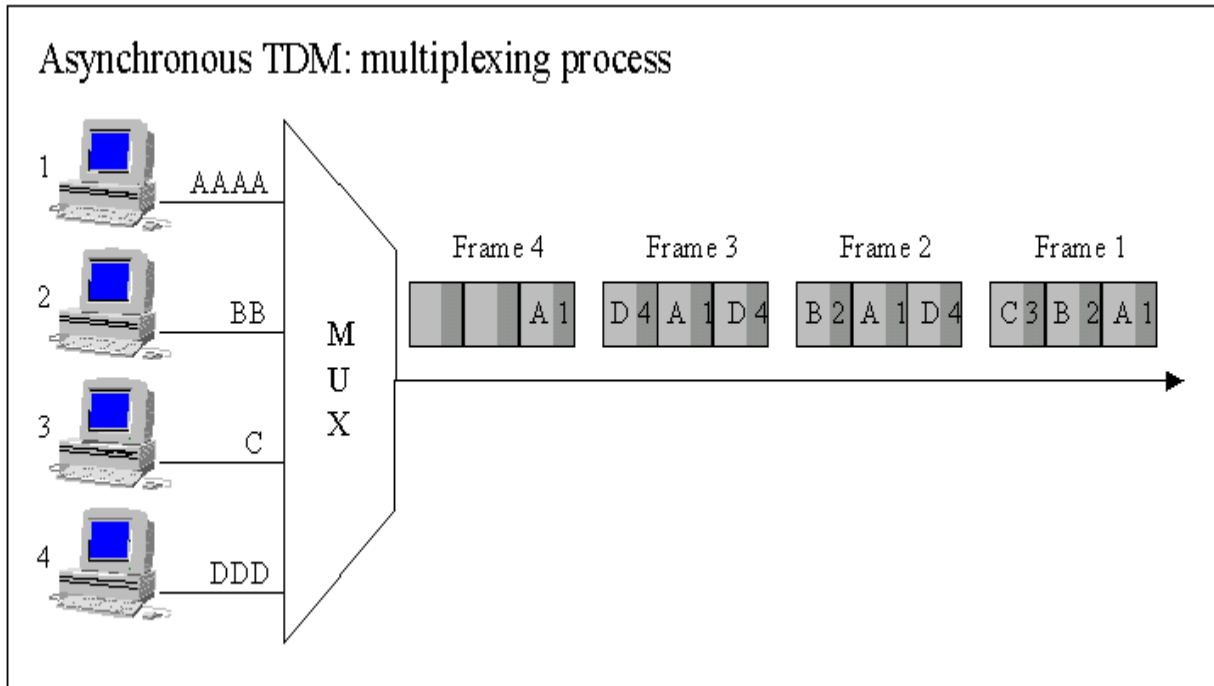 Asynchronous TDM: multiplexing process
1
AAAA
Frame 4
Frame 3
Frame 2
Frame 1
2
BB
A 1
D 4 A 1 D 4
B 2 A 1 D 4
C 3 B 2 A 1
M
U
X
3
C
4
DDD